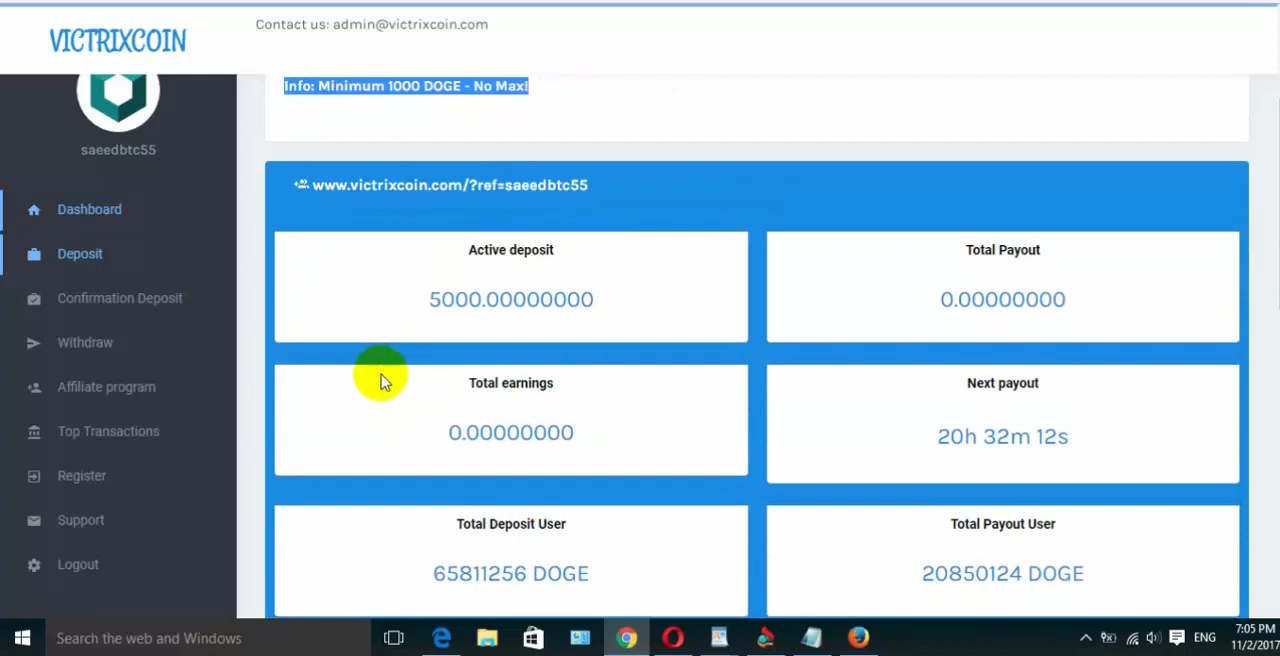 Contact us: admin@victrixcoin.com
VICTRIXCOIN
Info: Minimum 1000 DOGE - No Max!
saeedbtc55
www.victrixcoin.com/?ref=saeedbtc55
Dashboard
Deposit
Confirmation Deposit
Withdraw
Affiliate program
Top Transactions
Register
Support
Logout
Active deposit
5000.00000000
Total Payout
0.00000000
Total earnings
0.00000000
Next payout
20h 32m 12s
Total Deposit User
65811256 DOGE
Total Payout User
20850124 DOGE
Search the web and Windows
ENG
7:05 PM
11/2/2017